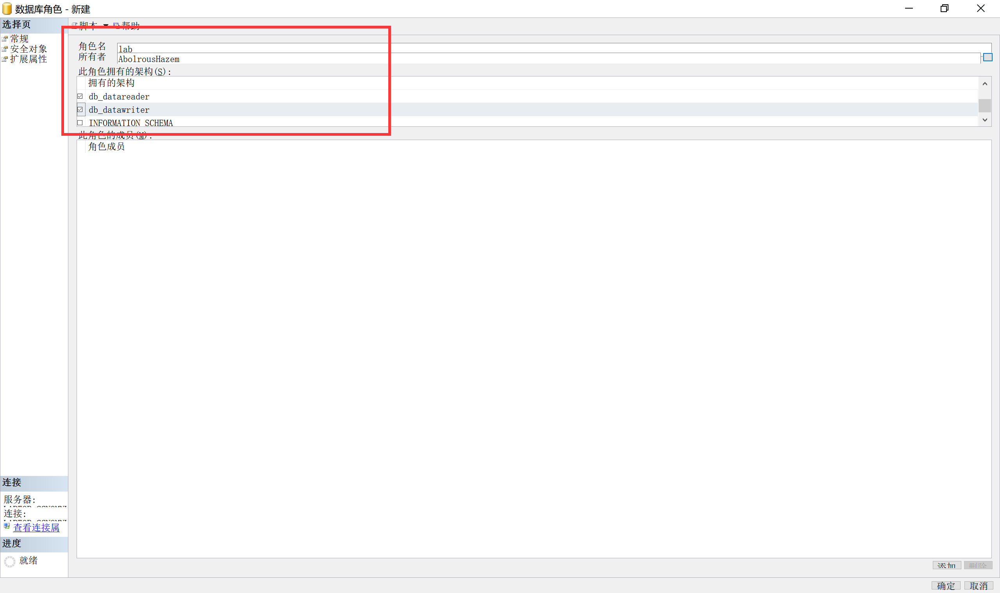 数据库角色 - 新建
选择页
常规
安全对象
扩展属性
脚本
帮助
角色名
lab
所有者
AbolrousHazem
此角色拥有的架构(S):
拥有的架构
db_datareader
db_datawriter
INFORMATION_SCHEMA
此角色的成员(M):
角色成员
连接
服务器:
连接:
查看连接属
进度
就绪
添加
删除
确定
取消